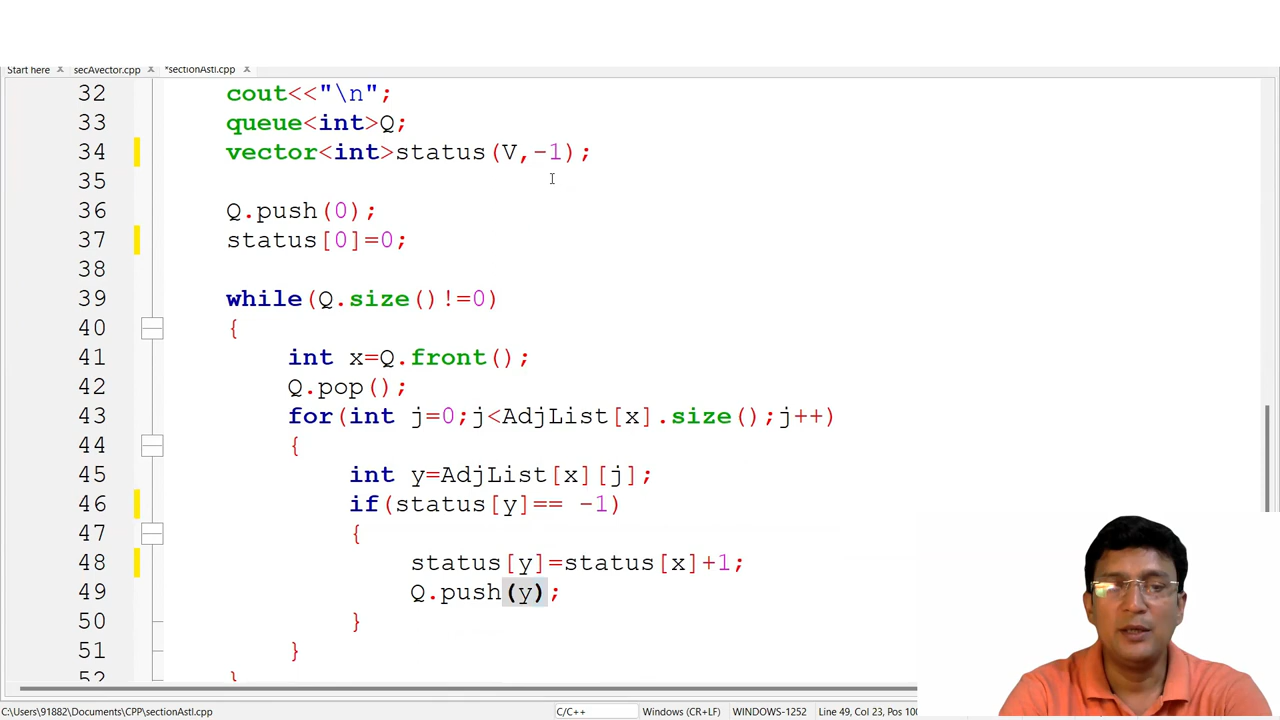 Start here secAvector.cpp *sectionAstl.cpp
32 cout<<"\n";
33 queue<int>Q;
34 vector<int>status(V,-1);
35
36 Q.push(0);
37 status[0]=0;
38
39 while(Q.size()!=0)
40 {
41 int x=Q.front();
42 Q.pop();
43 for(int j=0;j<AdjList[x].size();j++)
44 {
45 int y=AdjList[x][j];
46 if(status[y]== -1)
47 {
48 status[y]=status[x]+1;
49 Q.push(y);
50 }
51 }
52 }
C:\Users\91882\Documents\CPP\sectionAstl.cpp C/C++ Windows (CR+LF) WINDOWS-1252 Line 49, Col 23, Pos 100